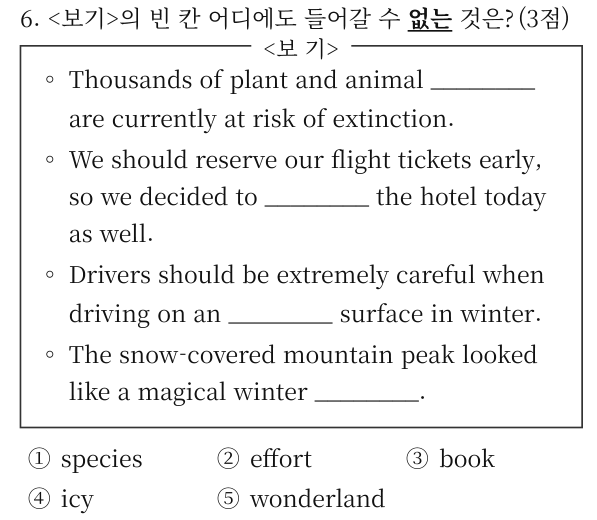 6. <보기>의 빈 칸 어디에도 들어갈 수 없는 것은? (3점)
<보 기>
◦ Thousands of plant and animal ________
are currently at risk of extinction.
◦ We should reserve our flight tickets early,
so we decided to ________ the hotel today
as well.
◦ Drivers should be extremely careful when
driving on an ________ surface in winter.
◦ The snow-covered mountain peak looked
like a magical winter ________.
① species ② effort ③ book
④ icy ⑤ wonderland